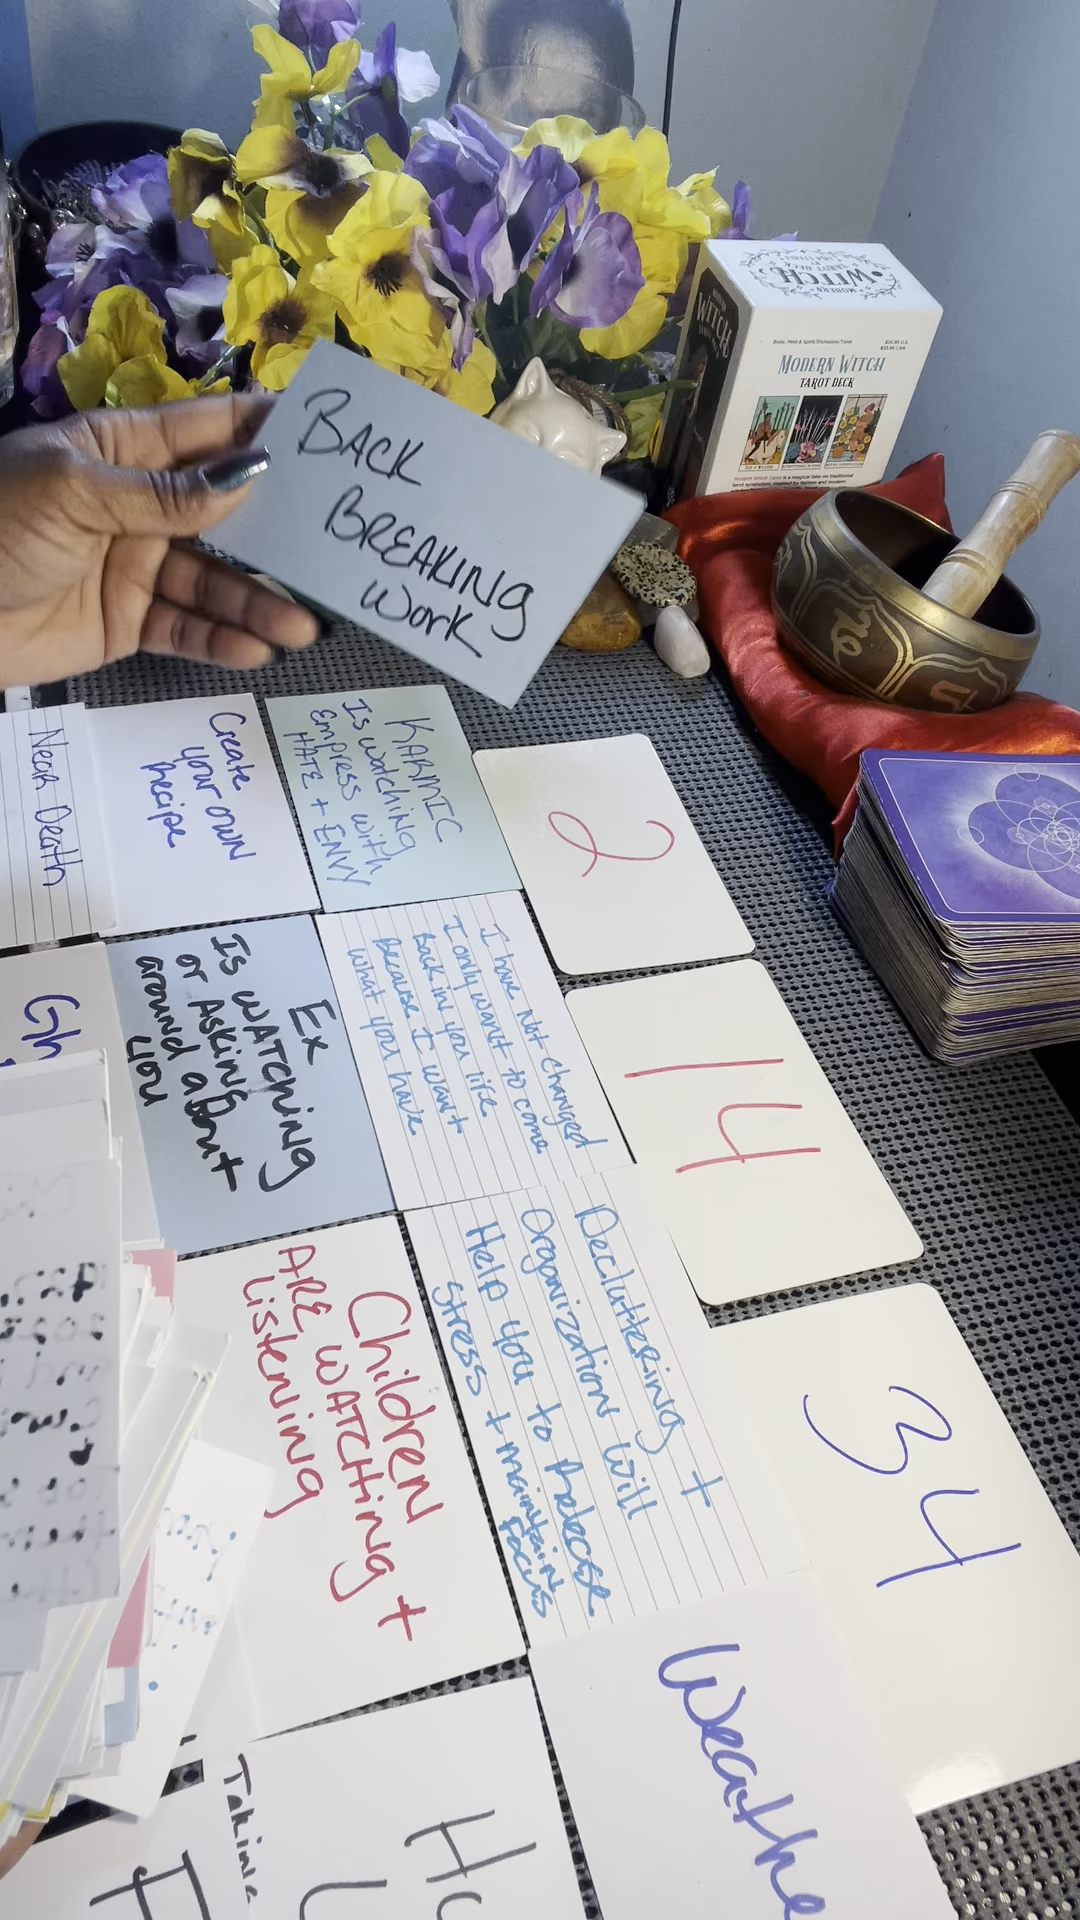 WITCH
MODERN WITCH
TAROT DECK
BACK
BREAKING
WORK
Near Death
Create
your own
Recipe
KARMIC
Is watching
Empress with
HATE + ENVY
2
Ex
Is WATCHING
or Asking
around about
you
I have Not changed
I only want to come
Back in you life
Because I want
what you have
14
Children
ARE WATCHING +
Listening
Decluttering +
Organization will
Help you to Release
Stress + maintain
Focus
34
Taking